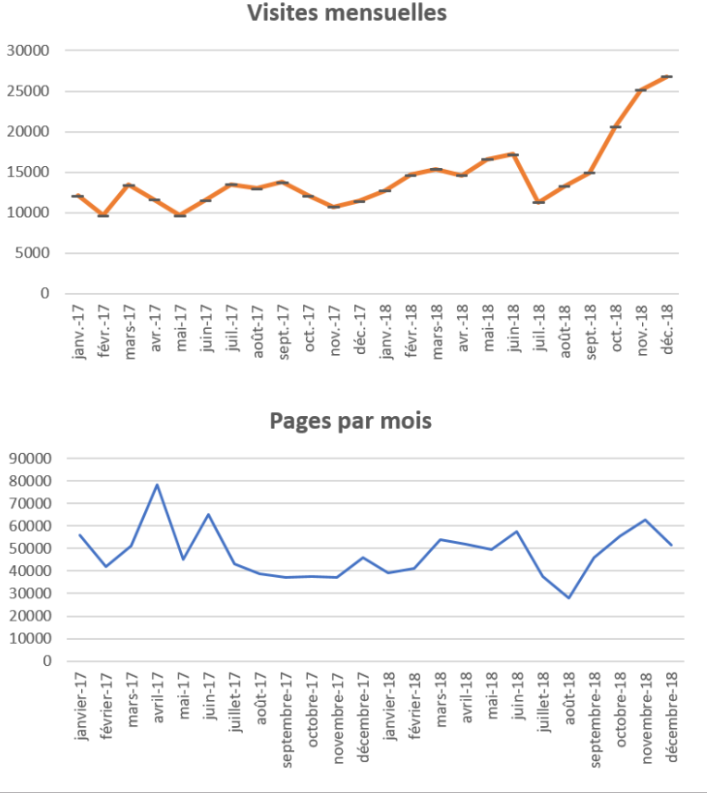 Visites mensuelles
30000
25000
20000
15000
10000
5000
0
janv.-17
févr.-17
mars-17
avr.-17
mai-17
juin-17
juil.-17
août-17
sept.-17
oct.-17
nov.-17
déc.-17
janv.-18
févr.-18
mars-18
avr.-18
mai-18
juin-18
juil.-18
août-18
sept.-18
oct.-18
nov.-18
déc.-18
Pages par mois
90000
80000
70000
60000
50000
40000
30000
20000
10000
0
janvier-17
février-17
mars-17
avril-17
mai-17
juin-17
juillet-17
août-17
septembre-17
octobre-17
novembre-17
décembre-17
janvier-18
février-18
mars-18
avril-18
mai-18
juin-18
juillet-18
août-18
septembre-18
octobre-18
novembre-18
décembre-18